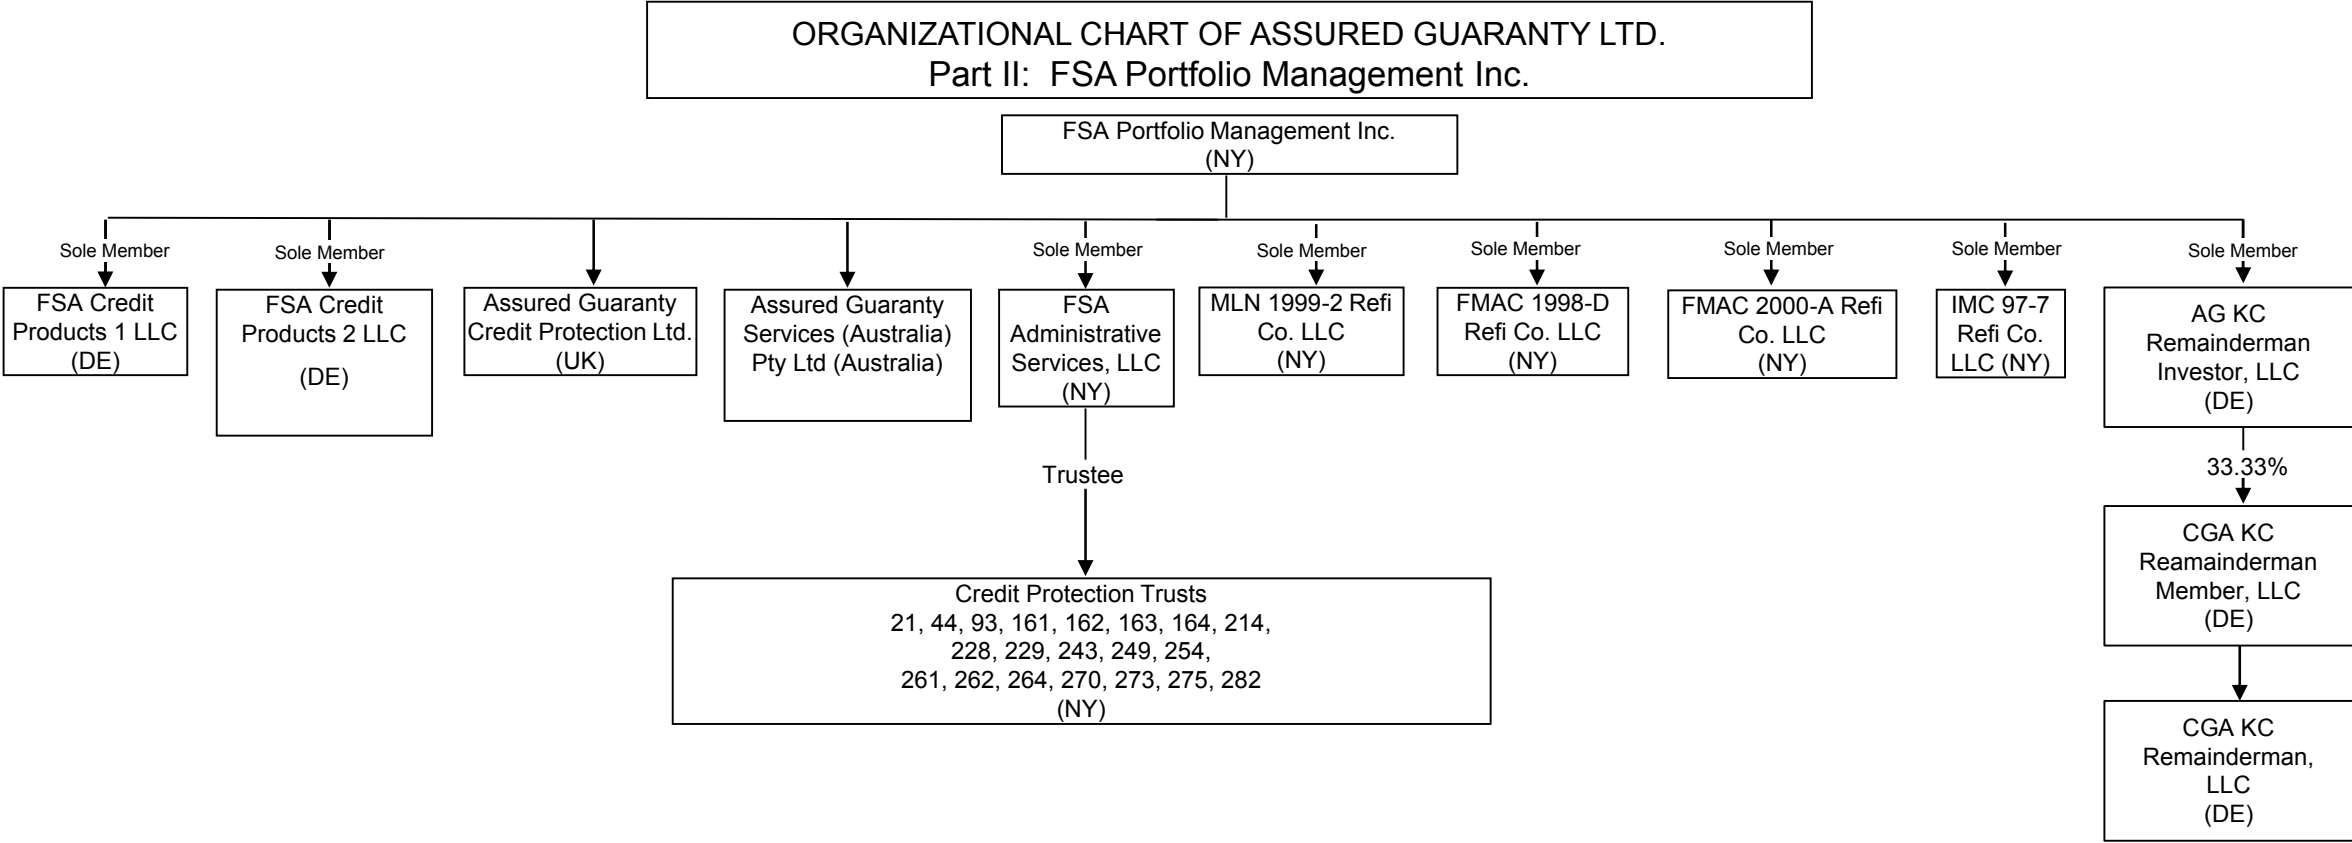 ORGANIZATIONAL CHART OF ASSURED GUARANTY LTD.
Part II: FSA Portfolio Management Inc.
FSA Portfolio Management Inc.
(NY)
Sole Member
Sole Member
Sole Member
Sole Member
Sole Member
Sole Member
Sole Member
Sole Member
FSA Credit
Products 1 LLC
(DE)
FSA Credit
Products 2 LLC
(DE)
Assured Guaranty
Credit Protection Ltd.
(UK)
Assured Guaranty
Services (Australia)
Pty Ltd (Australia)
FSA
Administrative
Services, LLC
(NY)
MLN 1999-2 Refi
Co. LLC
(NY)
FMAC 1998-D
Refi Co. LLC
(NY)
FMAC 2000-A Refi
Co. LLC
(NY)
IMC 97-7
Refi Co.
LLC (NY)
AG KC
Remainderman
Investor, LLC
(DE)
Trustee
33.33%
Credit Protection Trusts
21, 44, 93, 161, 162, 163, 164, 214,
228, 229, 243, 249, 254,
261, 262, 264, 270, 273, 275, 282
(NY)
CGA KC
Reamainderman
Member, LLC
(DE)
CGA KC
Remainderman,
LLC
(DE)